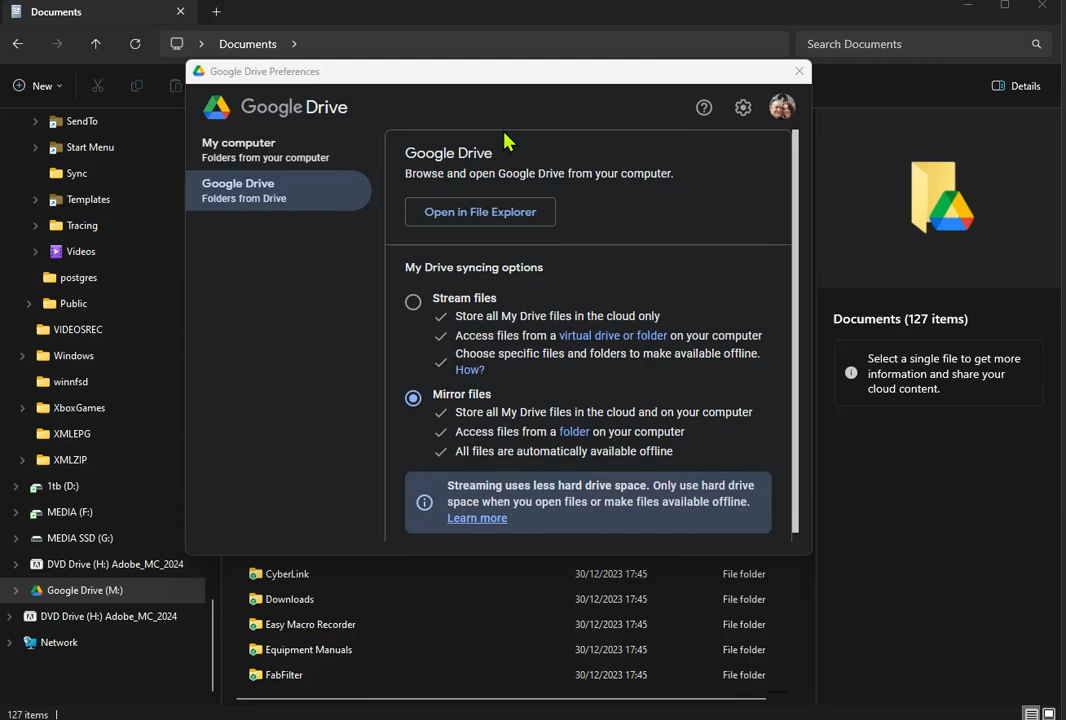 Documents
Documents
Search Documents
New
Details
SendTo
Start Menu
Sync
Templates
Tracing
Videos
postgres
Public
VIDEOSREC
Windows
winnfsd
XboxGames
XMLEPG
XMLZIP
1tb (D:)
MEDIA (F:)
MEDIA SSD (G:)
DVD Drive (H:) Adobe_MC_2024
Google Drive (M:)
DVD Drive (H:) Adobe_MC_2024
Network
127 items
Google Drive Preferences
Google Drive
My computer
Folders from your computer
Google Drive
Folders from Drive
Google Drive
Browse and open Google Drive from your computer.
Open in File Explorer
My Drive syncing options
Stream files
Store all My Drive files in the cloud only
Access files from a virtual drive or folder on your computer
Choose specific files and folders to make available offline.
How?
Mirror files
Store all My Drive files in the cloud and on your computer
Access files from a folder on your computer
All files are automatically available offline
Streaming uses less hard drive space. Only use hard drive
space when you open files or make files available offline.
Learn more
CyberLink 30/12/2023 17:45 File folder
Downloads 30/12/2023 17:45 File folder
Easy Macro Recorder 30/12/2023 17:45 File folder
Equipment Manuals 30/12/2023 17:45 File folder
FabFilter 30/12/2023 17:45 File folder
Documents (127 items)
Select a single file to get more
information and share your
cloud content.